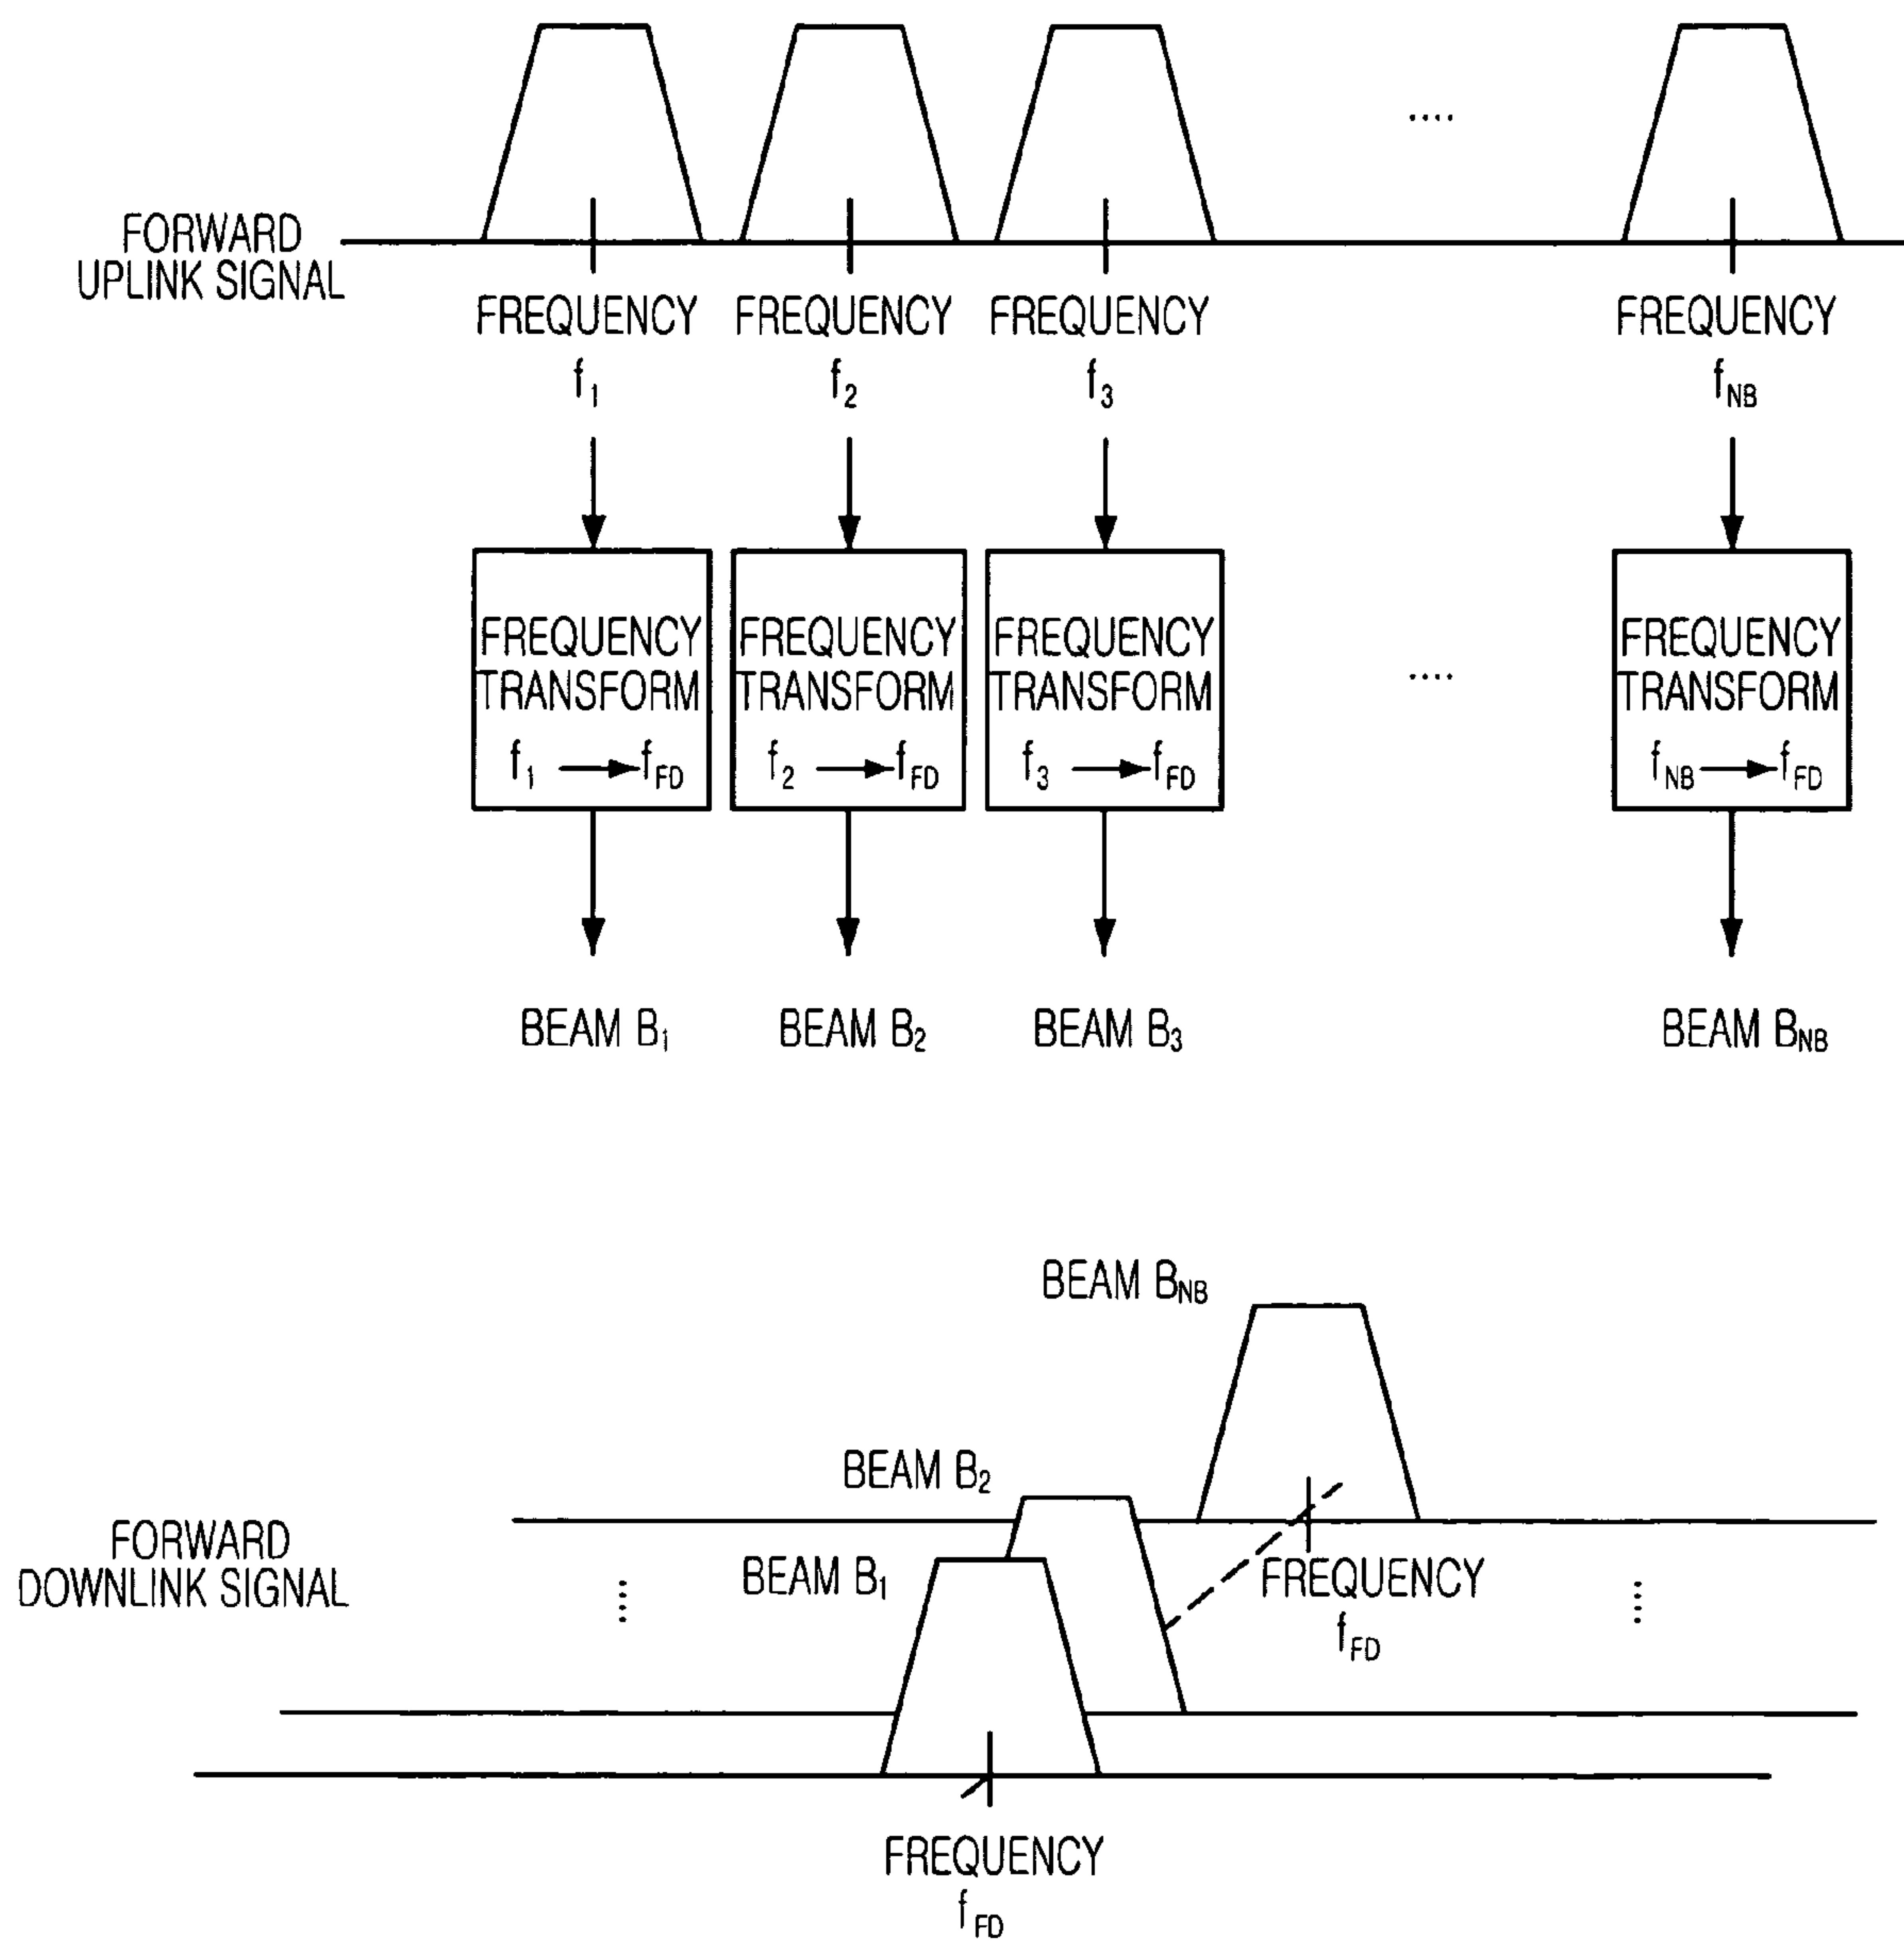 ....
FORWARD
UPLINK SIGNAL
FREQUENCY FREQUENCY FREQUENCY FREQUENCY
f1 f2 f3 fNB
FREQUENCY FREQUENCY FREQUENCY FREQUENCY
TRANSFORM TRANSFORM TRANSFORM .... TRANSFORM
f1 → fFD f2 → fFD f3 → fFD fNB → fFD
BEAM B1 BEAM B2 BEAM B3 BEAM BNB
BEAM BNB
BEAM B2
FORWARD
DOWNLINK SIGNAL
BEAM B1
....
FREQUENCY
fFD
....
FREQUENCY
fFD